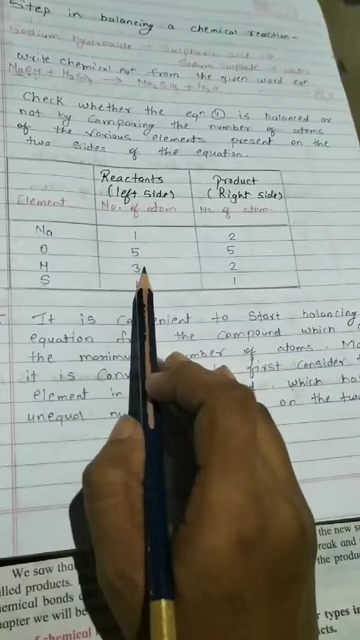 Step in balancing a chemical reaction -
Sodium hydroxide + Sulphuric acid →
Sodium Sulphate + water
write chemical eqn from the given word eqn.
NaOH + H2SO4 → Na2SO4 + H2O
Check whether the eqn ① is balanced or
not by comparing the number of atoms
of the various elements present on the
two sides of the equation.
Reactants Product
(left side) (Right side)
Element No. of atom No. of atom
Na 1 2
O 5 5
H 3 2
S 1
It is to start balancing
equation the compound which
the number of atoms.
it is first consider
element in which
unequal on the two
We saw tha
lled products.
emical bonds
apter we will be
chemical
the new s
reak and
the produ
r types in
cts.